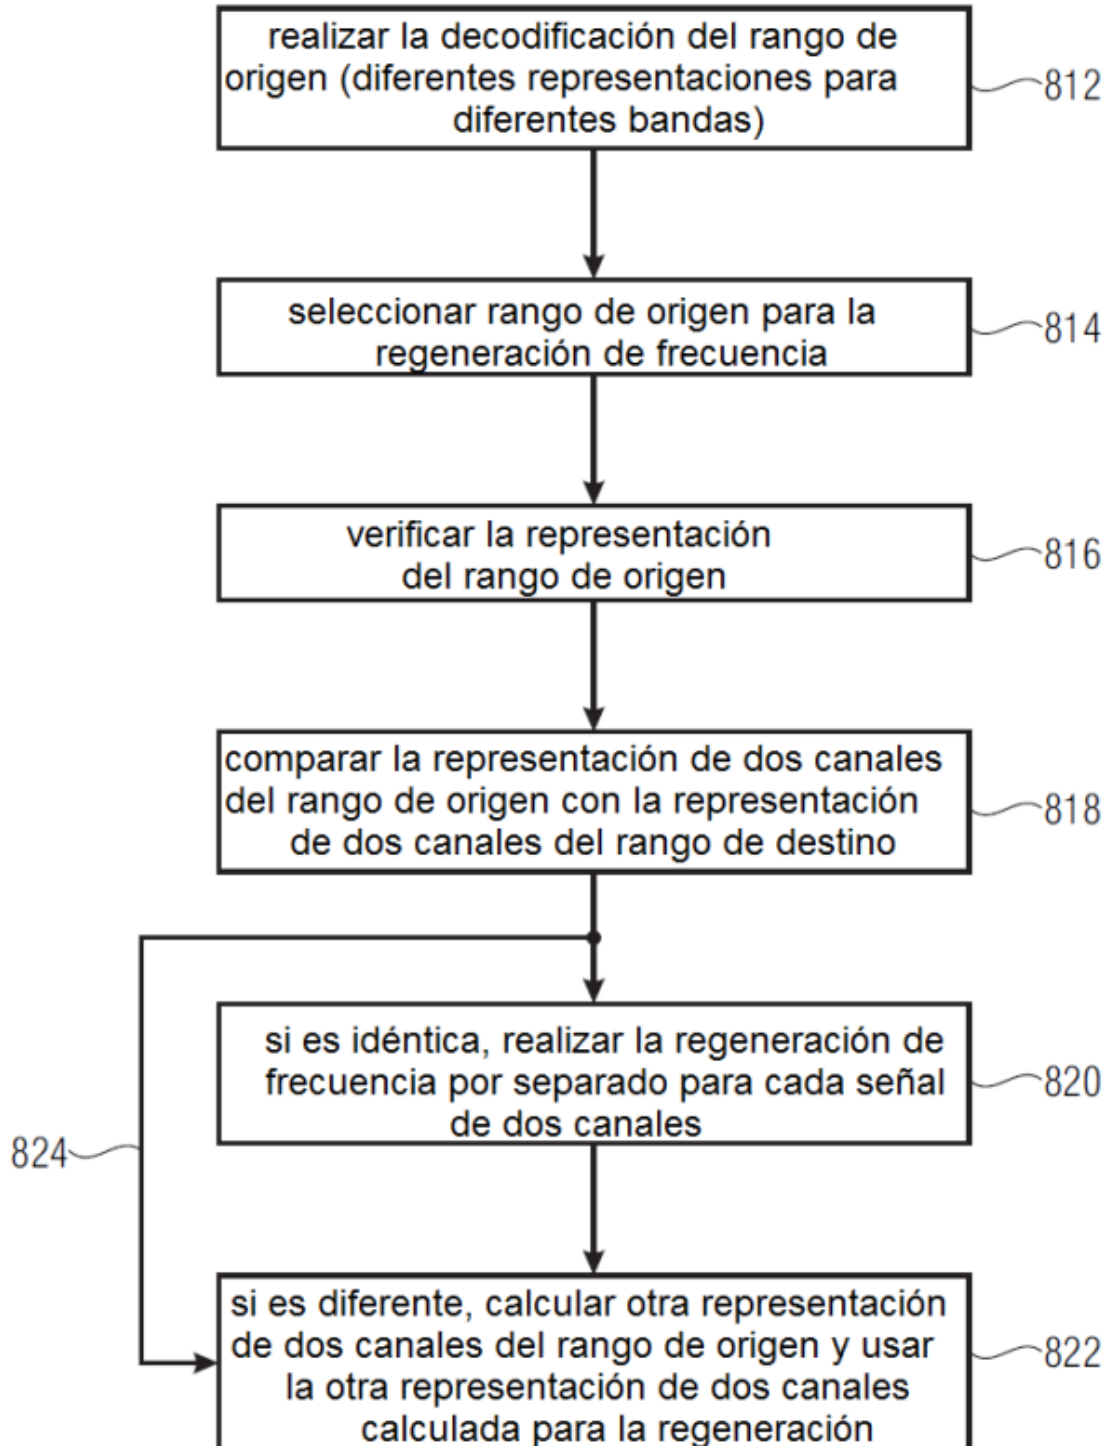 realizar la decodificación del rango de
origen (diferentes representaciones para
diferentes bandas)
812
seleccionar rango de origen para la
regeneración de frecuencia
814
verificar la representación
del rango de origen
816
comparar la representación de dos canales
del rango de origen con la representación
de dos canales del rango de destino
818
si es idéntica, realizar la regeneración de
frecuencia por separado para cada señal
de dos canales
820
824
si es diferente, calcular otra representación
de dos canales del rango de origen y usar
la otra representación de dos canales
calculada para la regeneración
822